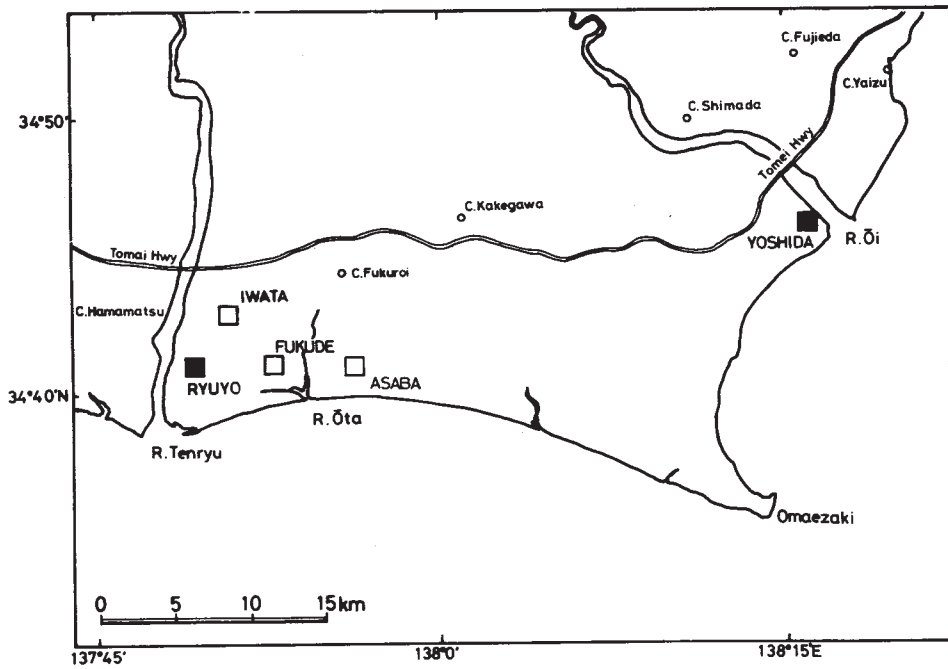 C.Fujieda
C.Yaizu
C.Shimada
34°50'
Tomei Hwy
C.Kakegawa
YOSHIDA
R.Ōi
Tomai Hwy
C.Fukuroi
IWATA
C.Hamamatsu
FUKUDE
RYUYO
ASABA
34°40'N
R.Ōta
R.Tenryu
Omaezaki
0 5 10 15km
137°45' 138°0' 138°15'E